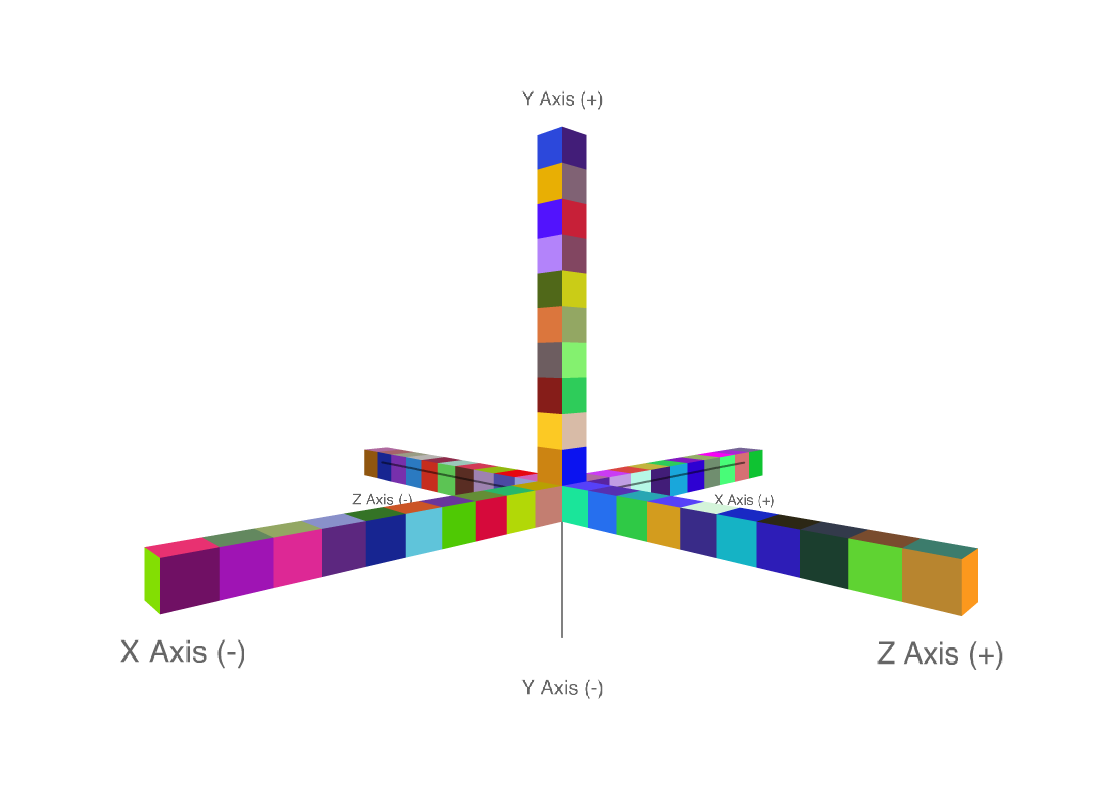 Y Axis (+)
Z Axis (-)
X Axis (+)
X Axis (-)
Z Axis (+)
Y Axis (-)